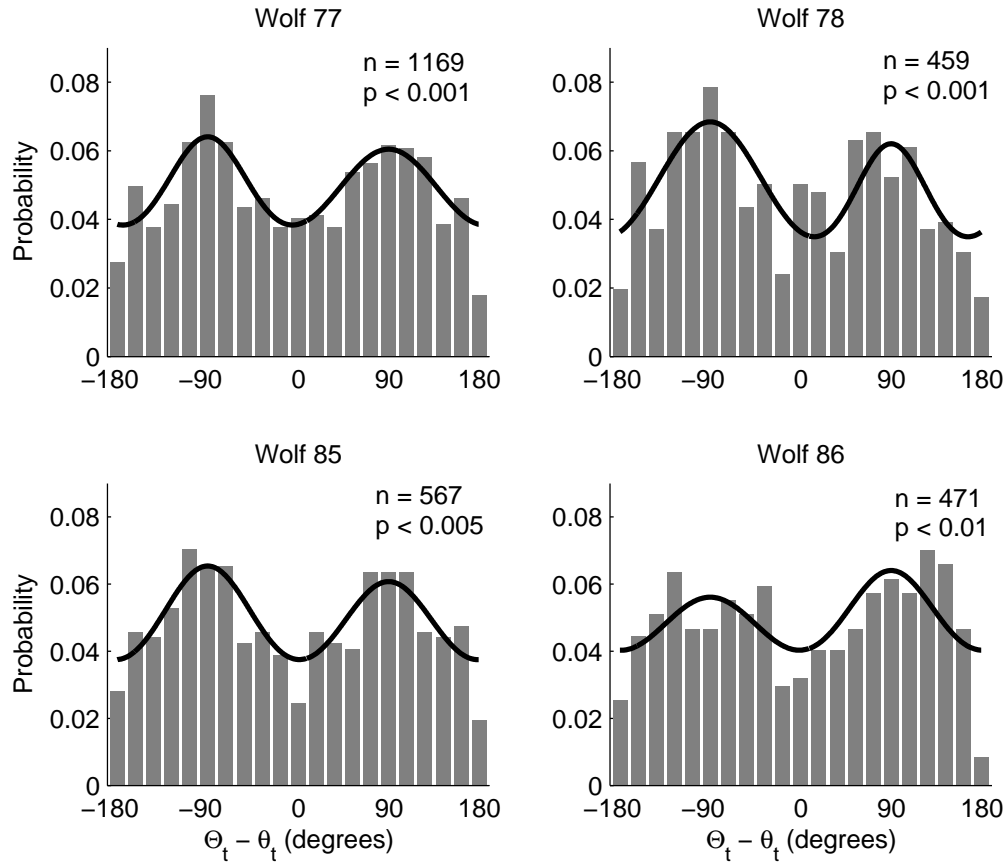 Wolf 77
n = 1169
p < 0.001
Probability
0.08
0.06
0.04
0.02
0
−180 −90 0 90 180
Wolf 78
n = 459
p < 0.001
0.08
0.06
0.04
0.02
0
−180 −90 0 90 180
Wolf 85
n = 567
p < 0.005
Probability
0.08
0.06
0.04
0.02
0
−180 −90 0 90 180
Θt − θt (degrees)
Wolf 86
n = 471
p < 0.01
0.08
0.06
0.04
0.02
0
−180 −90 0 90 180
Θt − θt (degrees)